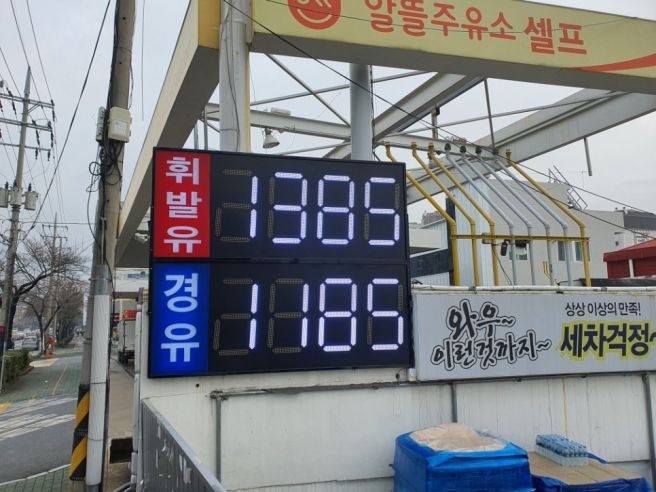 알뜰주유소 셀프
휘발유 1385
경유 1185
와우~
이런것까지~
상상 이상의 만족!
세차걱정~